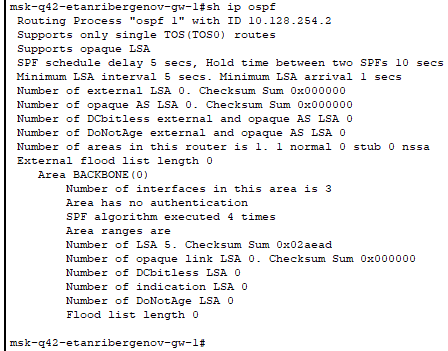 msk-q42-etanribergenov-gw-1#sh ip ospf
Routing Process "ospf 1" with ID 10.128.254.2
Supports only single TOS(TOS0) routes
Supports opaque LSA
SPF schedule delay 5 secs, Hold time between two SPFs 10 secs
Minimum LSA interval 5 secs. Minimum LSA arrival 1 secs
Number of external LSA 0. Checksum Sum 0x000000
Number of opaque AS LSA 0. Checksum Sum 0x000000
Number of DCbitless external and opaque AS LSA 0
Number of DoNotAge external and opaque AS LSA 0
Number of areas in this router is 1. 1 normal 0 stub 0 nssa
External flood list length 0
Area BACKBONE(0)
Number of interfaces in this area is 3
Area has no authentication
SPF algorithm executed 4 times
Area ranges are
Number of LSA 5. Checksum Sum 0x02aead
Number of opaque link LSA 0. Checksum Sum 0x000000
Number of DCbitless LSA 0
Number of indication LSA 0
Number of DoNotAge LSA 0
Flood list length 0
msk-q42-etanribergenov-gw-1#